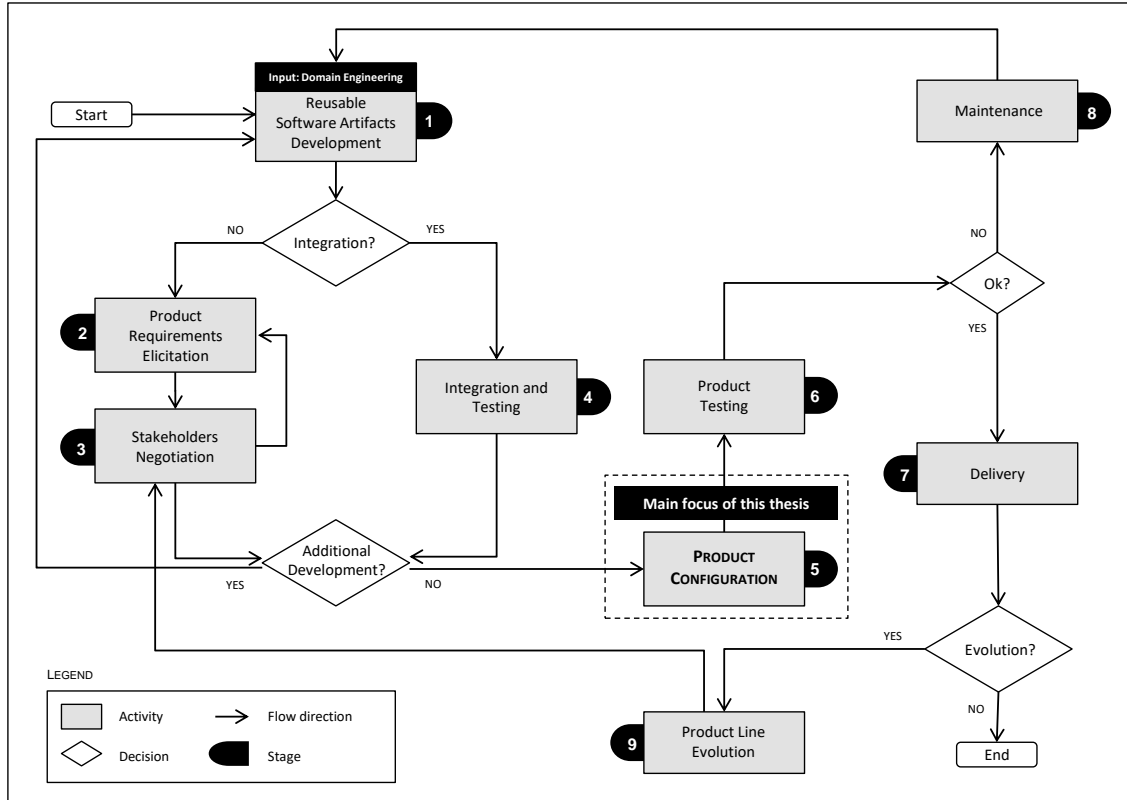 Input: Domain Engineering
Start
Reusable
Software Artifacts
Development
1
Maintenance
8
NO
Integration?
YES
NO
Ok?
YES
2
Product
Requirements
Elicitation
Integration and
Testing
4
Product
Testing
6
3
Stakeholders
Negotiation
7
Delivery
Main focus of this thesis
Additional
Development?
YES
NO
PRODUCT
CONFIGURATION
5
YES
Evolution?
NO
LEGEND
Activity
Flow direction
Decision
Stage
9
Product Line
Evolution
End